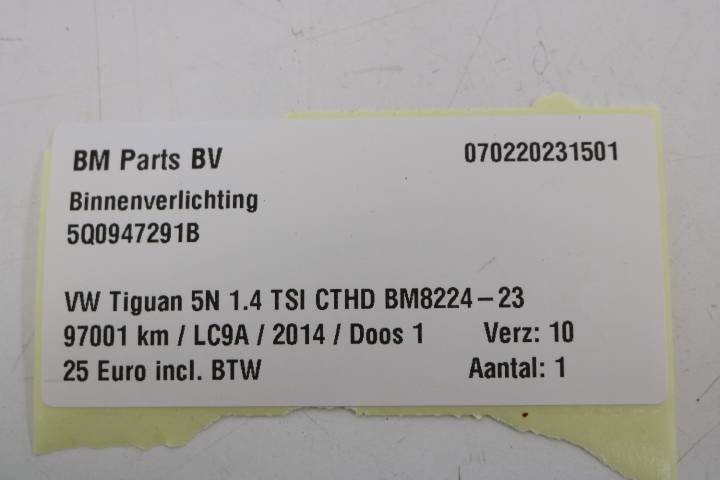 BM Parts BV 070220231501
Binnenverlichting
5Q0947291B
VW Tiguan 5N 1.4 TSI CTHD BM8224-23
97001 km / LC9A / 2014 / Doos 1 Verz: 10
25 Euro incl. BTW Aantal: 1